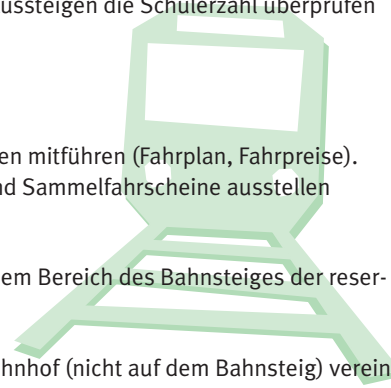 ussteigen die Schülerzahl überprüfen
en mitführen (Fahrplan, Fahrpreise).
nd Sammelfahrscheine ausstellen
em Bereich des Bahnsteiges der reser-
hnhof (nicht auf dem Bahnsteig) verein